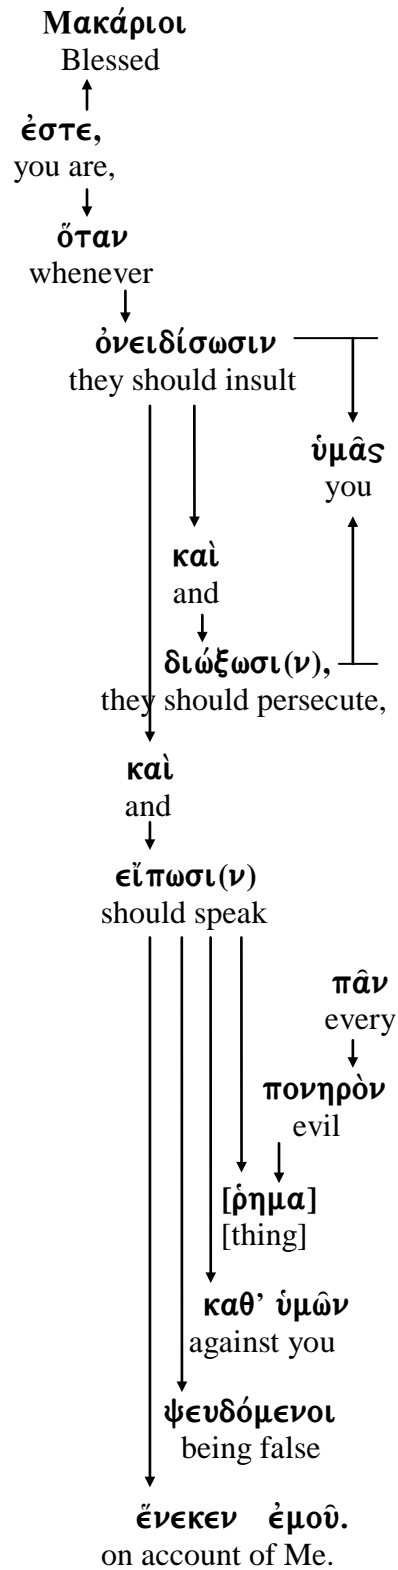 Μακάριοι
Blessed
ἐστε,
you are,
ὅταν
whenever
ὀνειδίσωσιν
they should insult
ὑμᾶς
you
καὶ
and
διώξωσι(ν),
they should persecute,
καὶ
and
εἴπωσι(ν)
should speak
πᾶν
every
πονηρὸν
evil
[ῥημα]
[thing]
καθ’ ὑμῶν
against you
ψευδόμενοι
being false
ἕνεκεν ἐμοῦ.
on account of Me.